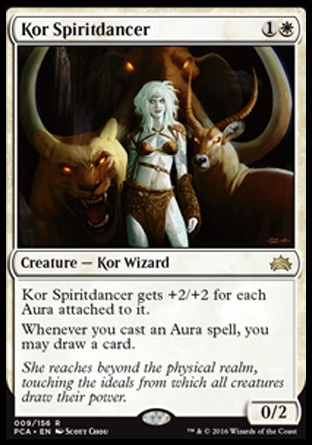 Kor Spiritdancer 1
Creature — Kor Wizard
Kor Spiritdancer gets +2/+2 for each
Aura attached to it.
Whenever you cast an Aura spell, you
may draw a card.
She reaches beyond the physical realm,
touching the ideals from which all creatures
draw their power.
0/2
009/156 R
PCA • EN Scott Chou
™ & © 2016 Wizards of the Coast